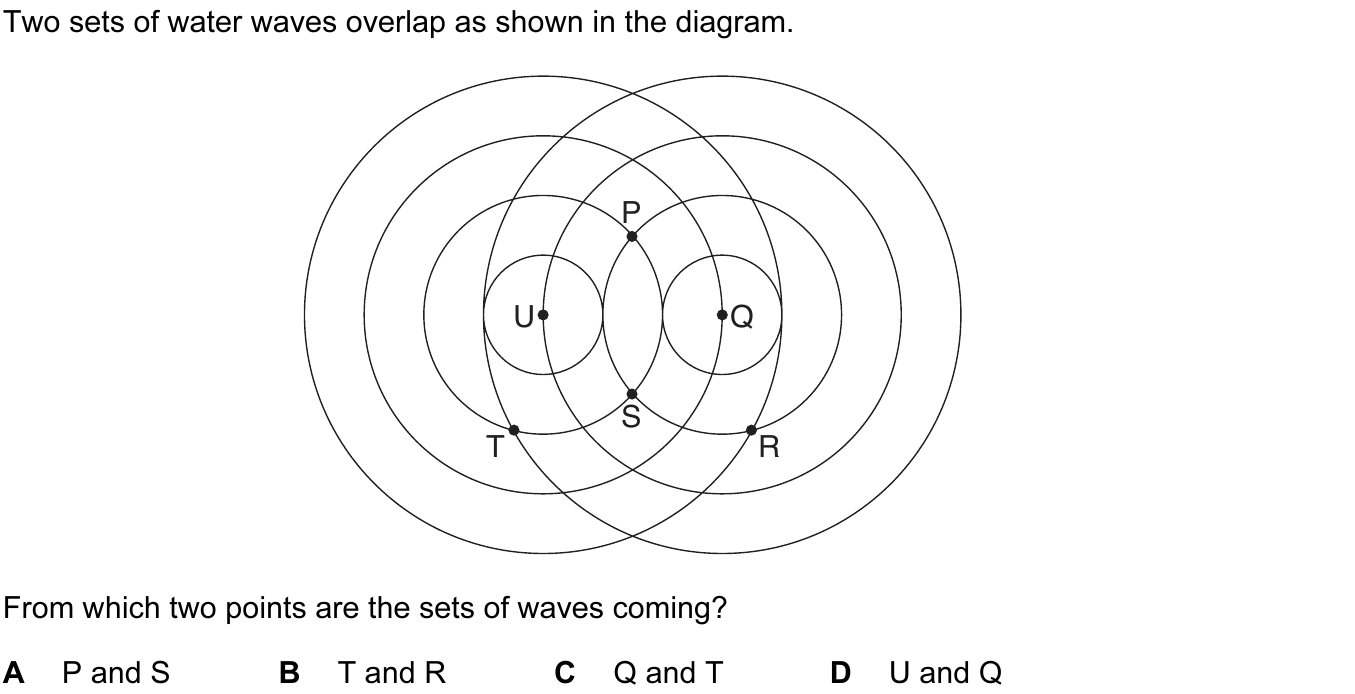 Two sets of water waves overlap as shown in the diagram.
P
U Q
S
T R
From which two points are the sets of waves coming?
A P and S B T and R C Q and T D U and Q